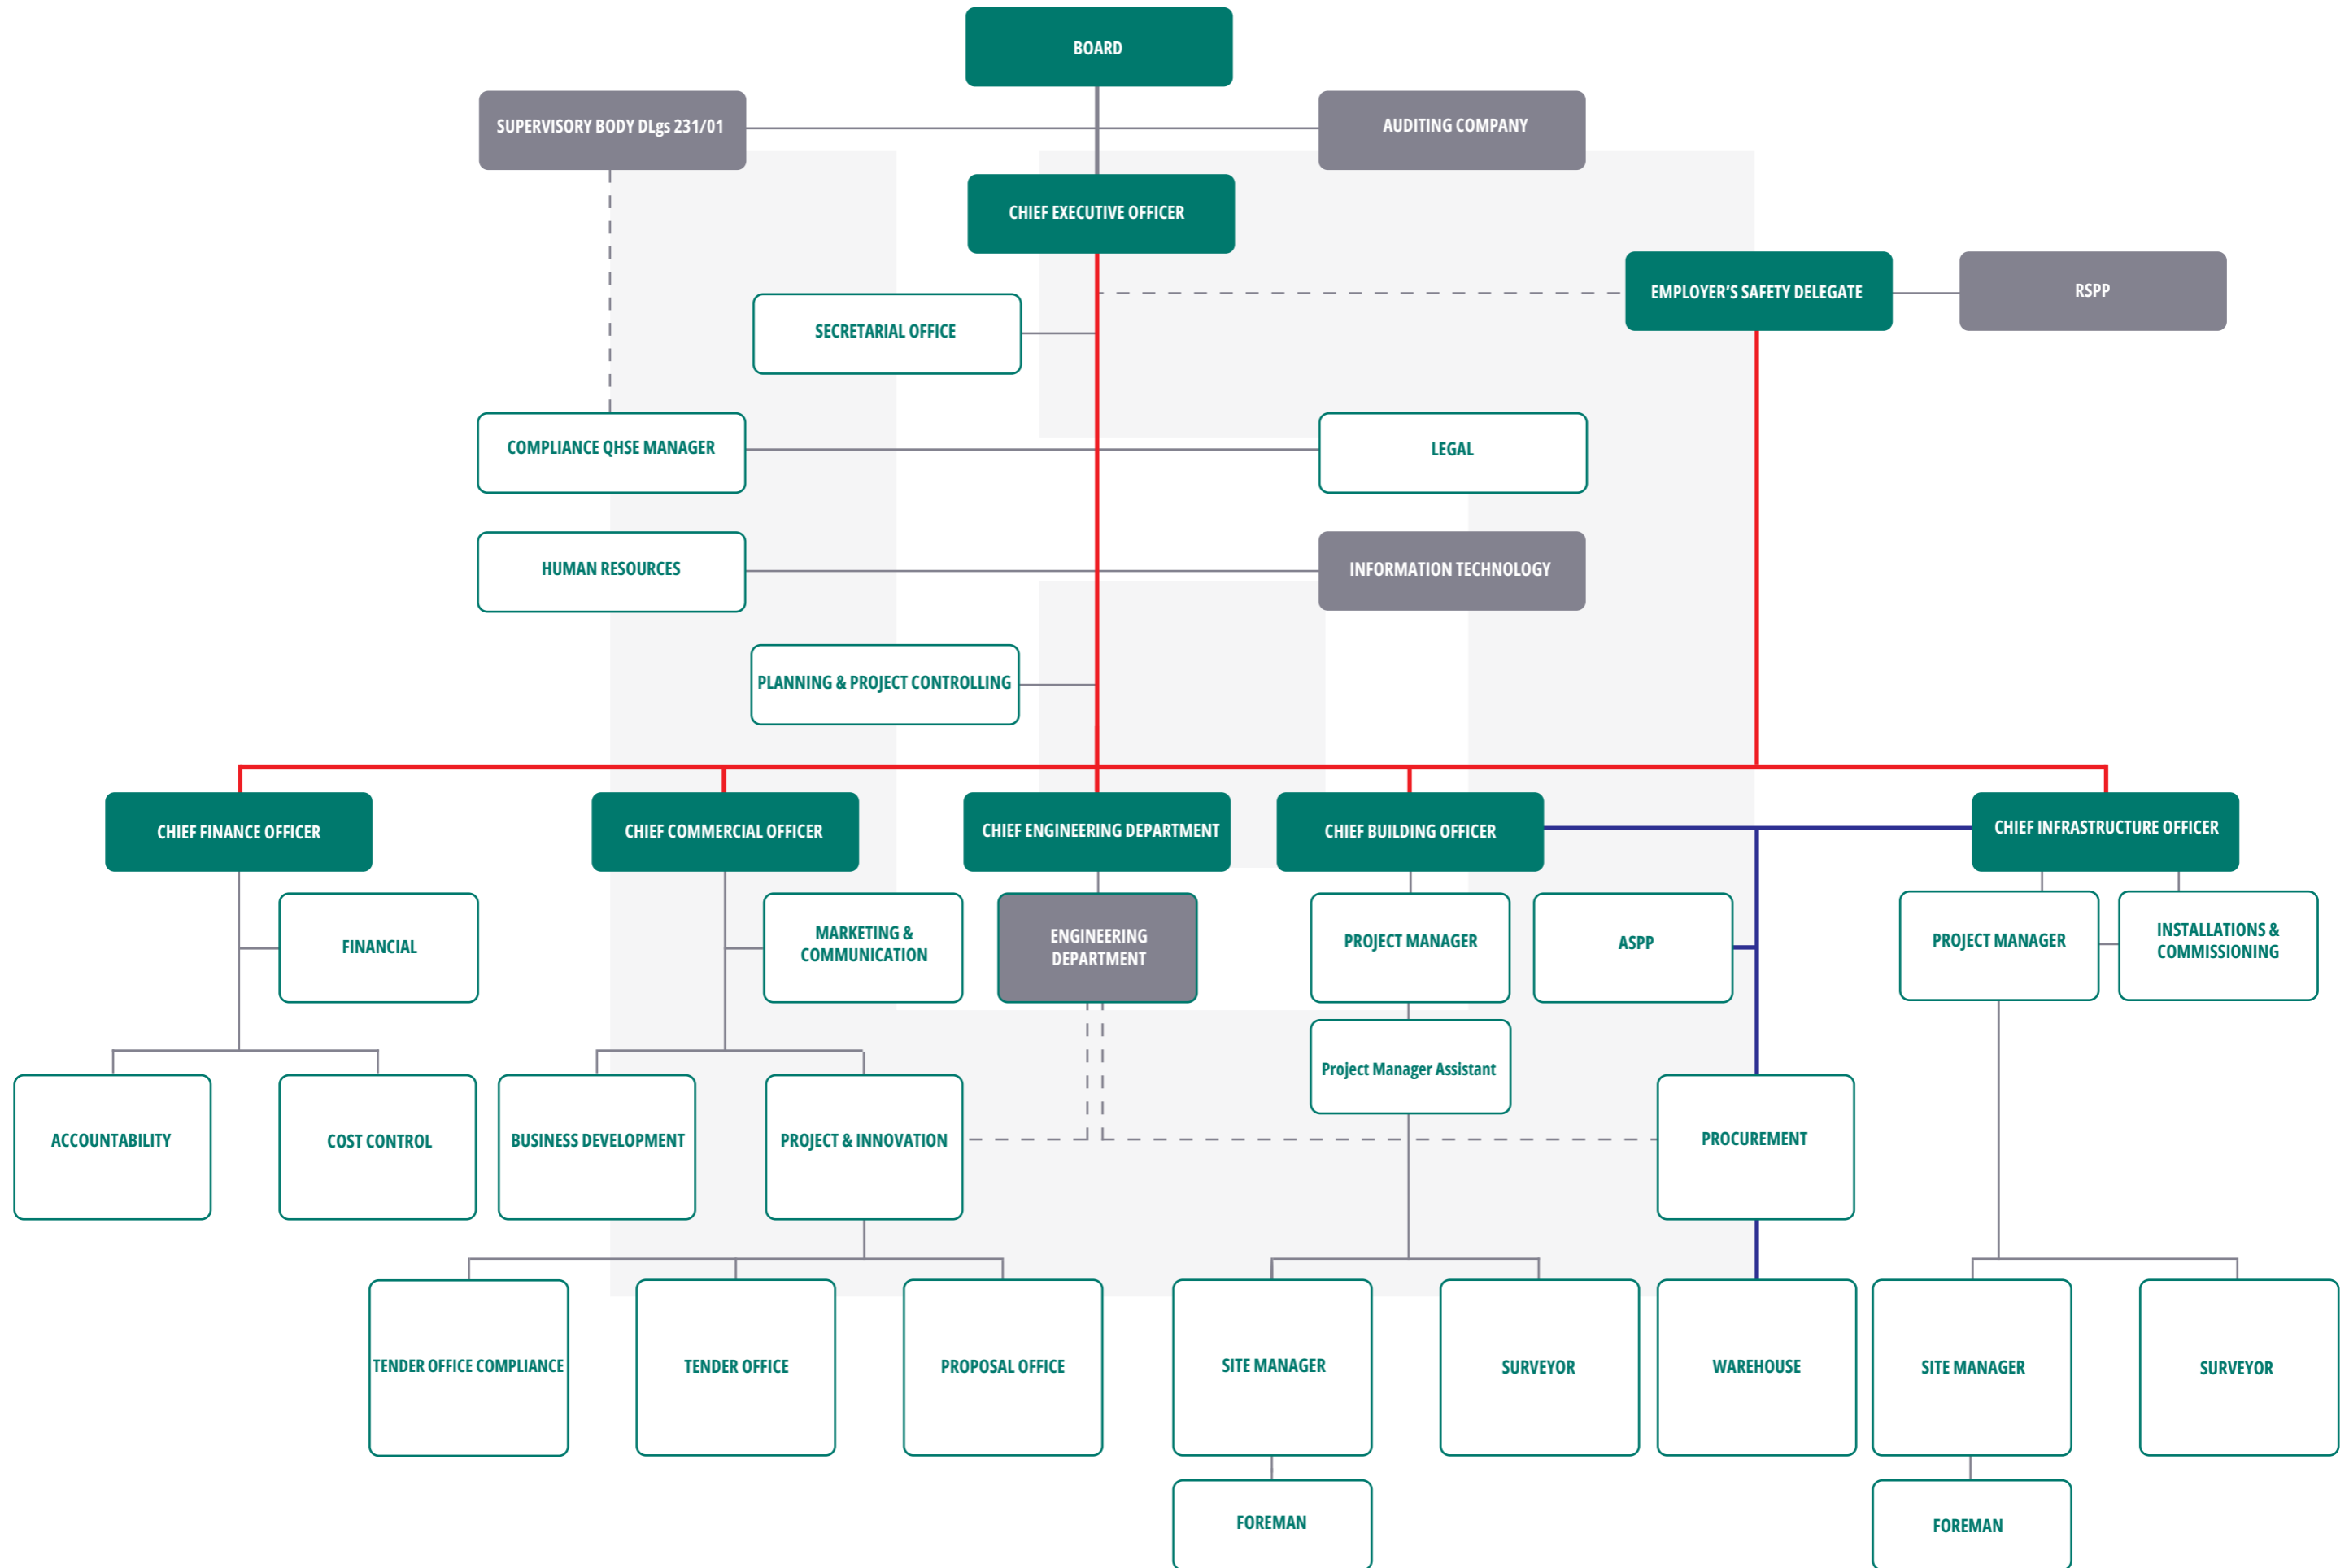 BOARD
SUPERVISORY BODY DLgs 231/01
AUDITING COMPANY
CHIEF EXECUTIVE OFFICER
EMPLOYER’S SAFETY DELEGATE
RSPP
SECRETARIAL OFFICE
COMPLIANCE QHSE MANAGER
LEGAL
HUMAN RESOURCES
INFORMATION TECHNOLOGY
PLANNING & PROJECT CONTROLLING
CHIEF FINANCE OFFICER
CHIEF COMMERCIAL OFFICER
CHIEF ENGINEERING DEPARTMENT
CHIEF BUILDING OFFICER
CHIEF INFRASTRUCTURE OFFICER
FINANCIAL
MARKETING &
COMMUNICATION
ENGINEERING
DEPARTMENT
PROJECT MANAGER
ASPP
PROJECT MANAGER
INSTALLATIONS &
COMMISSIONING
Project Manager Assistant
ACCOUNTABILITY
COST CONTROL
BUSINESS DEVELOPMENT
PROJECT & INNOVATION
PROCUREMENT
TENDER OFFICE COMPLIANCE
TENDER OFFICE
PROPOSAL OFFICE
SITE MANAGER
SURVEYOR
WAREHOUSE
SITE MANAGER
SURVEYOR
FOREMAN
FOREMAN